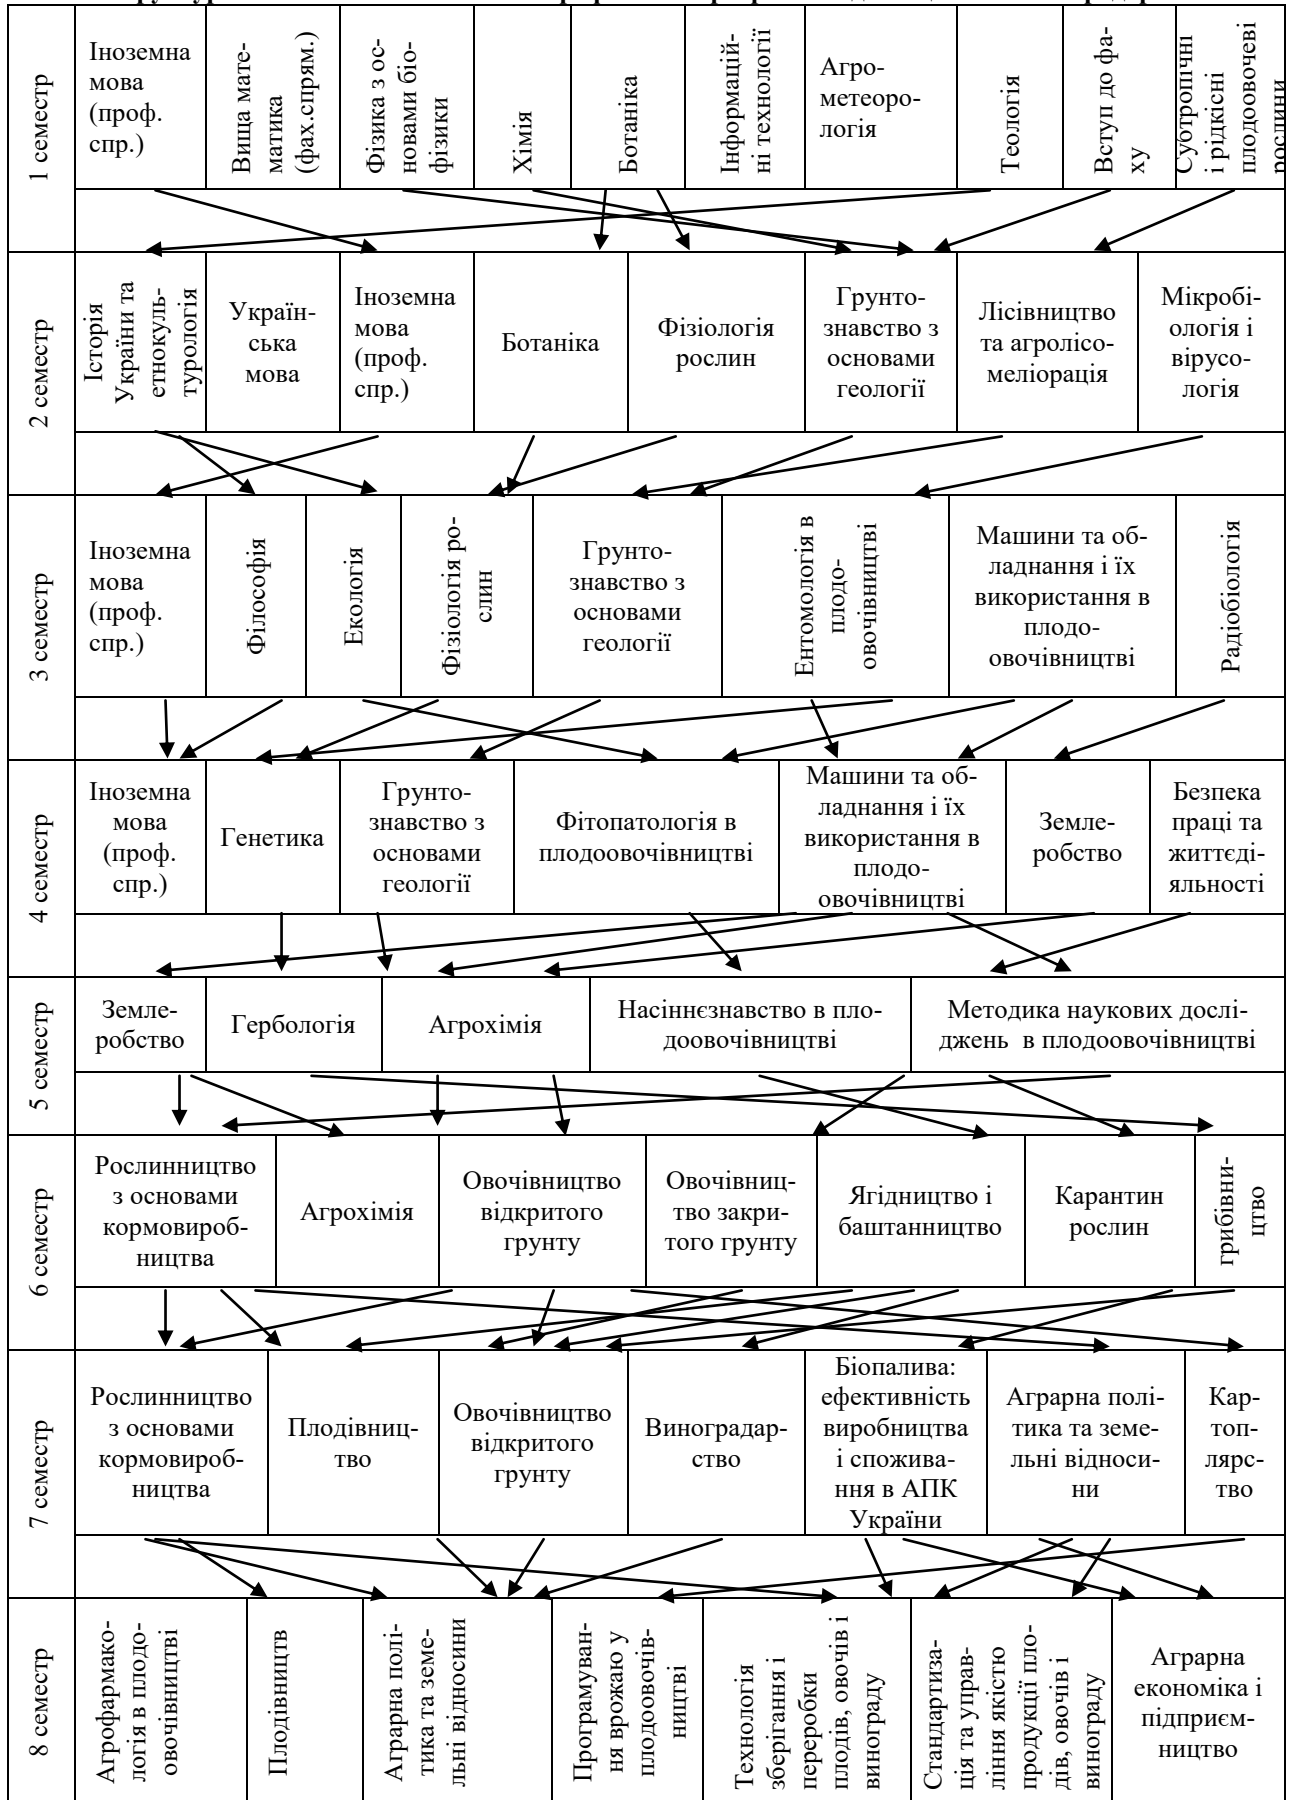 1 семестр
Іноземна
мова
(проф.
спр.)
Вища мате-
матика
(фах.спрям.)
Фізика з ос-
новами біо-
фізики
Хімія
Ботаніка
Інформацій-
ні технології
Агро-
метеоро-
логія
Теологія
Вступ до фа-
ху
Субтропічні
і рідкісні
плодоовочеві
рослини
2 семестр
Історія
України та
етнокуль-
турологія
Україн-
ська
мова
Іноземна
мова
(проф.
спр.)
Ботаніка
Фізіологія
рослин
Грунто-
знавство з
основами
геології
Лісівництво
та агролісо-
меліорація
Мікробі-
ологія і
вірусо-
логія
3 семестр
Іноземна
мова
(проф.
спр.)
Філософія
Екологія
Фізіологія ро-
слин
Грунто-
знавство з
основами
геології
Ентомологія в
плодо-
овочівництві
Машини та об-
ладнання і їх
використання в
плодо-
овочівництві
Радіобіологія
4 семестр
Іноземна
мова
(проф.
спр.)
Генетика
Грунто-
знавство з
основами
геології
Фітопатологія в
плодоовочівництві
Машини та об-
ладнання і їх
використання в
плодо-
овочівництві
Земле-
робство
Безпека
праці та
життєді-
яльності
5 семестр
Земле-
робство
Гербологія
Агрохімія
Насіннєзнавство в пло-
доовочівництві
Методика наукових дослі-
джень в плодоовочівництві
6 семестр
Рослинництво
з основами
кормовироб-
ництва
Агрохімія
Овочівництво
відкритого
грунту
Овочівниц-
тво закри-
того грунту
Ягідництво і
баштанництво
Карантин
рослин
грибівни-
цтво
7 семестр
Рослинництво
з основами
кормовироб-
ництва
Плодівниц-
тво
Овочівництво
відкритого
грунту
Виноградар-
ство
Біопалива:
ефективність
виробництва
і спожива-
ння в АПК
України
Аграрна полі-
тика та земе-
льні відноси-
ни
Кар-
топ-
лярс-
тво
8 семестр
Агрофармако-
логія в плодо-
овочівництві
Плодівництв
Аграрна полі-
тика та земе-
льні відносини
Програмуван-
ня врожаю у
плодоовочів-
ництві
Технологія
зберігання і
переробки
плодів, овочів і
винограду
Стандартиза-
ція та управ-
ління якістю
продукції пло-
дів, овочів і
винограду
Аграрна
економіка і
підприєм-
ництво